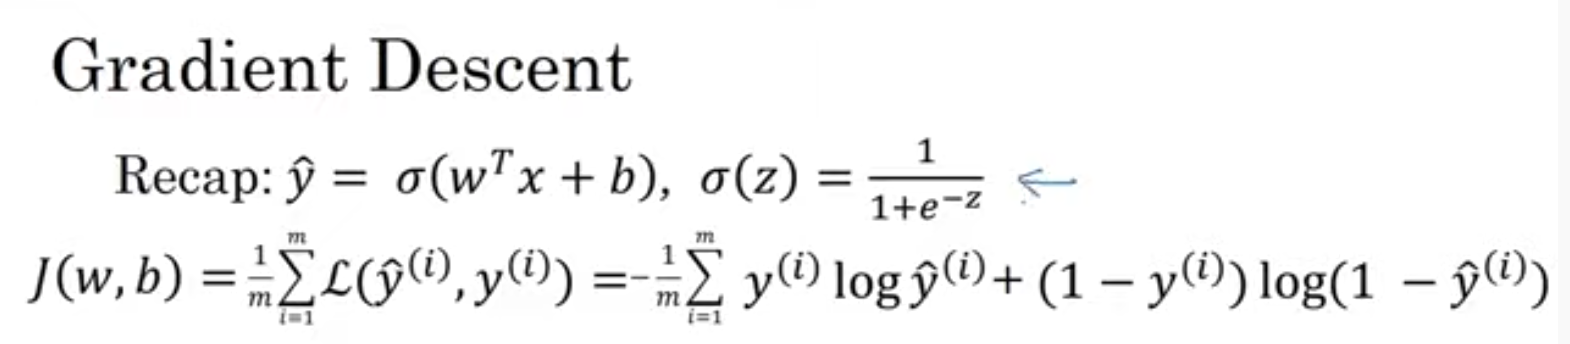 Gradient Descent
Recap: ŷ = σ(wᵀx + b), σ(z) = 1/(1+e⁻ᶻ) ←
J(w, b) = 1/m ∑ᵢ₌₁ᵐ ℒ(ŷ⁽ⁱ⁾, y⁽ⁱ⁾) = -1/m ∑ᵢ₌₁ᵐ y⁽ⁱ⁾ log ŷ⁽ⁱ⁾ + (1 − y⁽ⁱ⁾) log(1 − ŷ⁽ⁱ⁾)